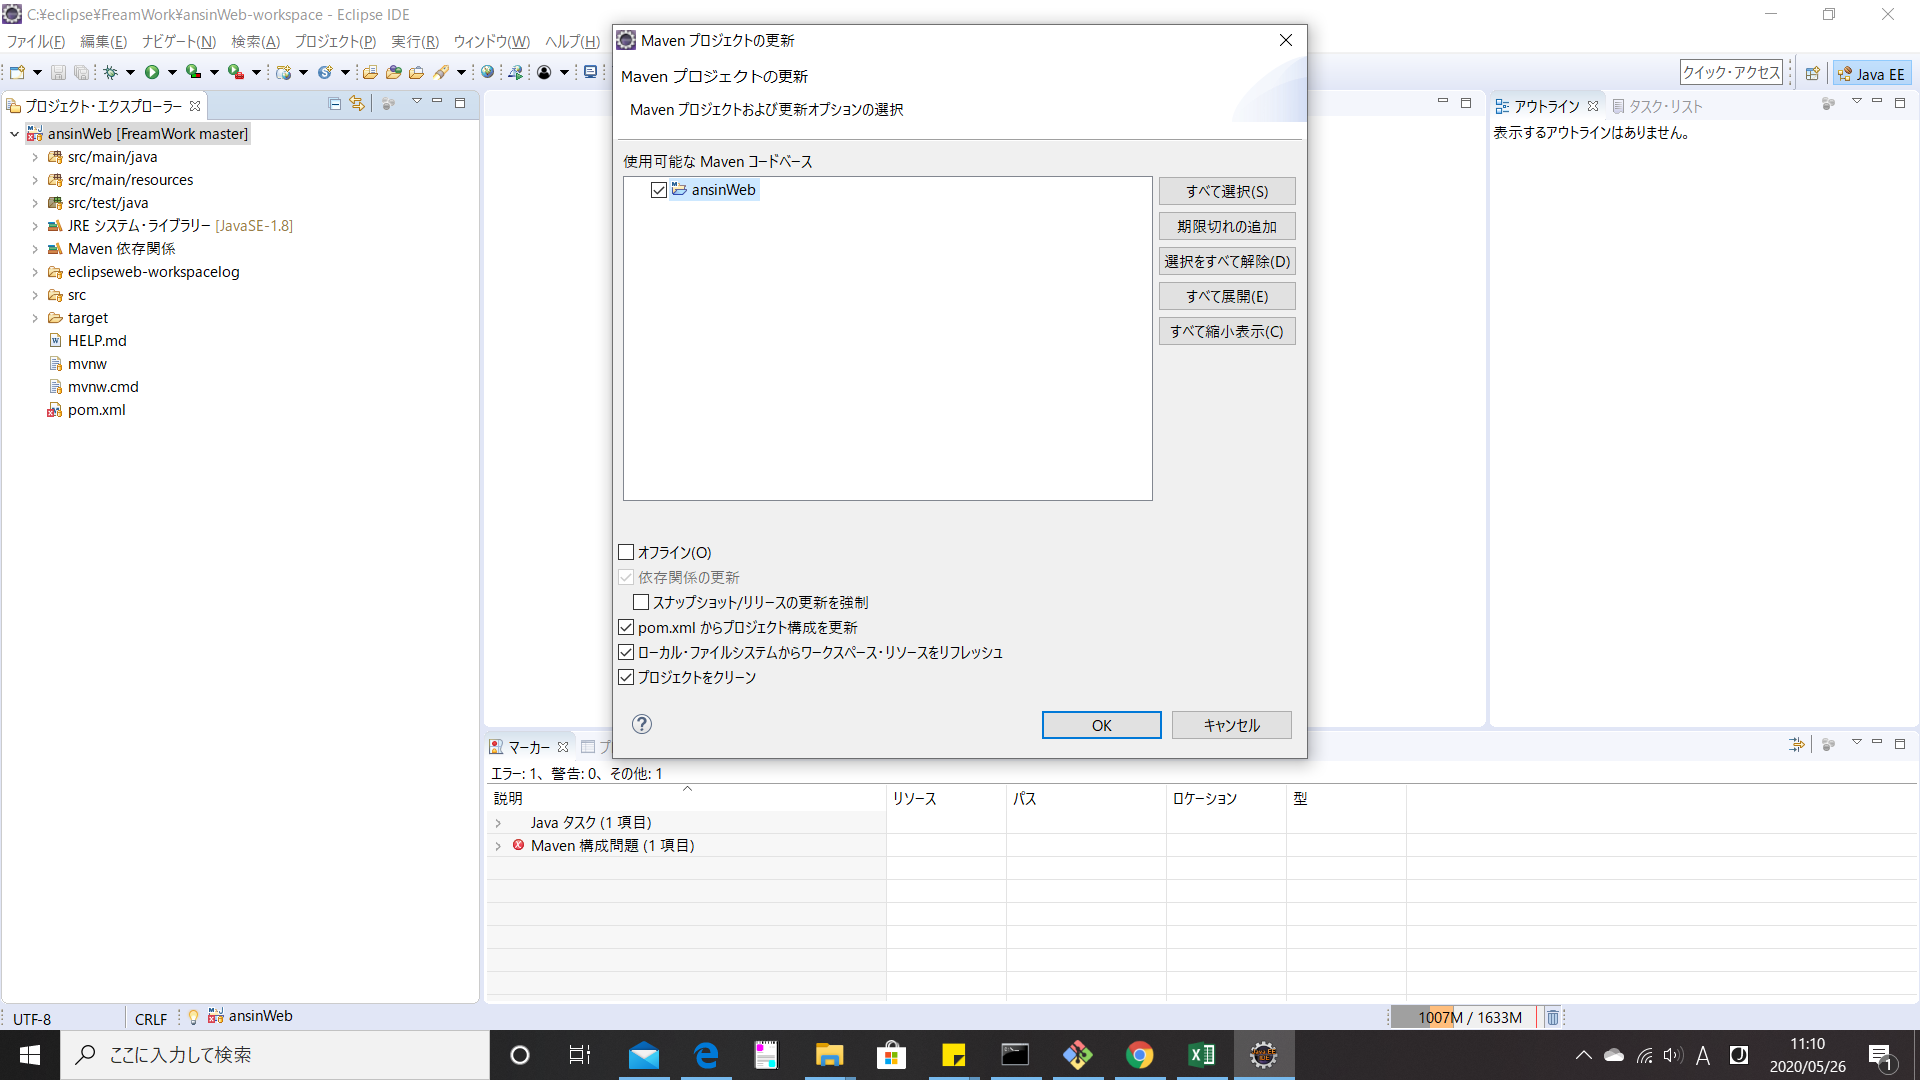 C:¥eclipse¥FreamWork¥ansinWeb-workspace - Eclipse IDE
ファイル(F) 編集(E) ナビゲート(N) 検索(A) プロジェクト(P) 実行(R) ウィンドウ(W) ヘルプ(H)
クイック・アクセス
Java EE
プロジェクト・エクスプローラー
ansinWeb [FreamWork master]
src/main/java
src/main/resources
src/test/java
JRE システム・ライブラリー [JavaSE-1.8]
Maven 依存関係
eclipseweb-workspacelog
src
target
HELP.md
mvnw
mvnw.cmd
pom.xml
Maven プロジェクトの更新
Maven プロジェクトの更新
Maven プロジェクトおよび更新オプションの選択
使用可能な Maven コードベース
ansinWeb
すべて選択(S)
期限切れの追加
選択をすべて解除(D)
すべて展開(E)
すべて縮小表示(C)
オフライン(O)
依存関係の更新
スナップショット/リリースの更新を強制
pom.xml からプロジェクト構成を更新
ローカル・ファイルシステムからワークスペース・リソースをリフレッシュ
プロジェクトをクリーン
OK
キャンセル
アウトライン
タスク・リスト
表示するアウトラインはありません。
マーカー
プ
エラー: 1、警告: 0、その他: 1
説明 リソース パス ロケーション 型
Java タスク (1 項目)
Maven 構成問題 (1 項目)
UTF-8
CRLF
ansinWeb
1007M / 1633M
ここに入力して検索
A
11:10
2020/05/26
1